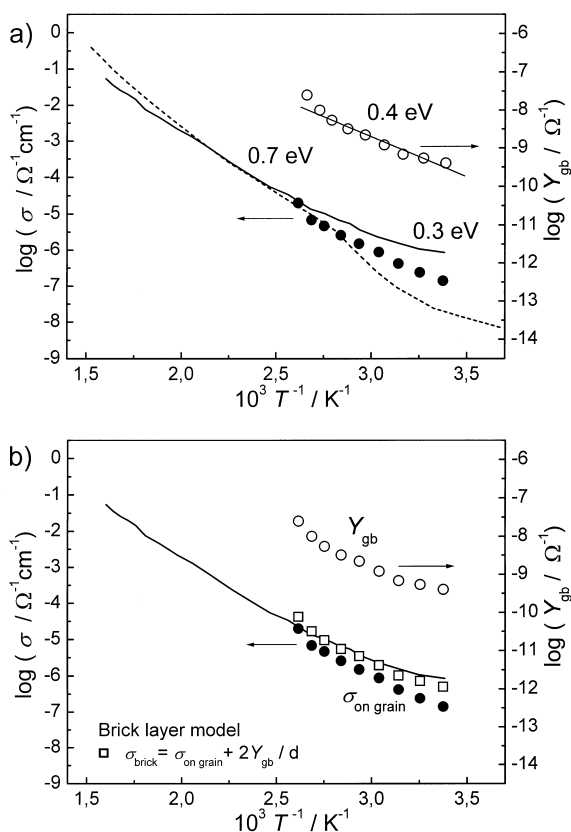 a)
0
-1
-2
-3
-4
-5
-6
-7
-8
-9
log ( σ / Ω⁻¹cm⁻¹)
-6
-7
-8
-9
-10
-11
-12
-13
-14
log ( Y_gb / Ω⁻¹)
0.4 eV
0.7 eV
0.3 eV
1,5 2,0 2,5 3,0 3,5
10³ T⁻¹ / K⁻¹
b)
0
-1
-2
-3
-4
-5
-6
-7
-8
-9
log ( σ / Ω⁻¹cm⁻¹)
-6
-7
-8
-9
-10
-11
-12
-13
-14
log ( Y_gb / Ω⁻¹)
Y_gb
σ_on grain
Brick layer model
σ_brick = σ_on grain + 2Y_gb / d
1,5 2,0 2,5 3,0 3,5
10³ T⁻¹ / K⁻¹